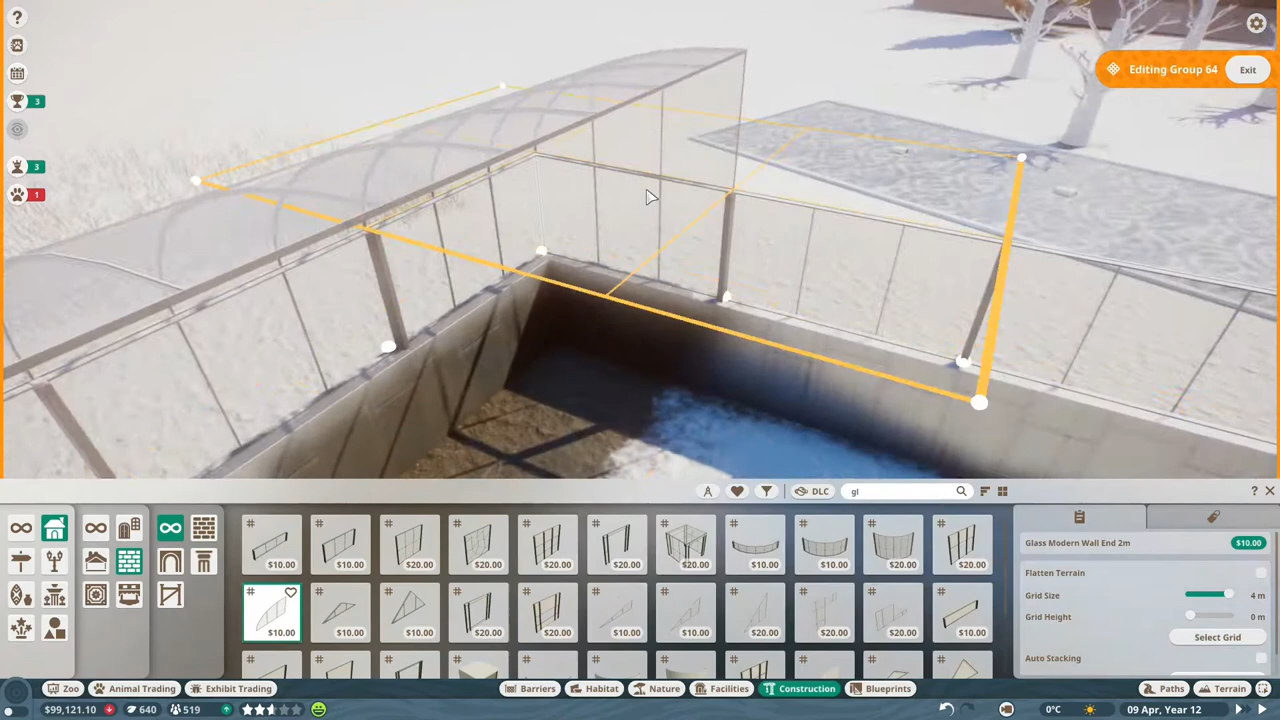 ?
Editing Group 64
Exit
3
3
1
DLC
gl
?
$10.00
$10.00
$20.00
$20.00
$20.00
$20.00
$20.00
$10.00
$10.00
$20.00
$20.00
Glass Modern Wall End 2m
$10.00
Flatten Terrain
Grid Size
4 m
Grid Height
0 m
Select Grid
Auto Stacking
$10.00
$10.00
$10.00
$20.00
$20.00
$10.00
$10.00
$20.00
$20.00
$20.00
$10.00
Zoo
Animal Trading
Exhibit Trading
Barriers
Habitat
Nature
Facilities
Construction
Blueprints
Paths
Terrain
$99,121.10
640
519
0°C
09 Apr, Year 12